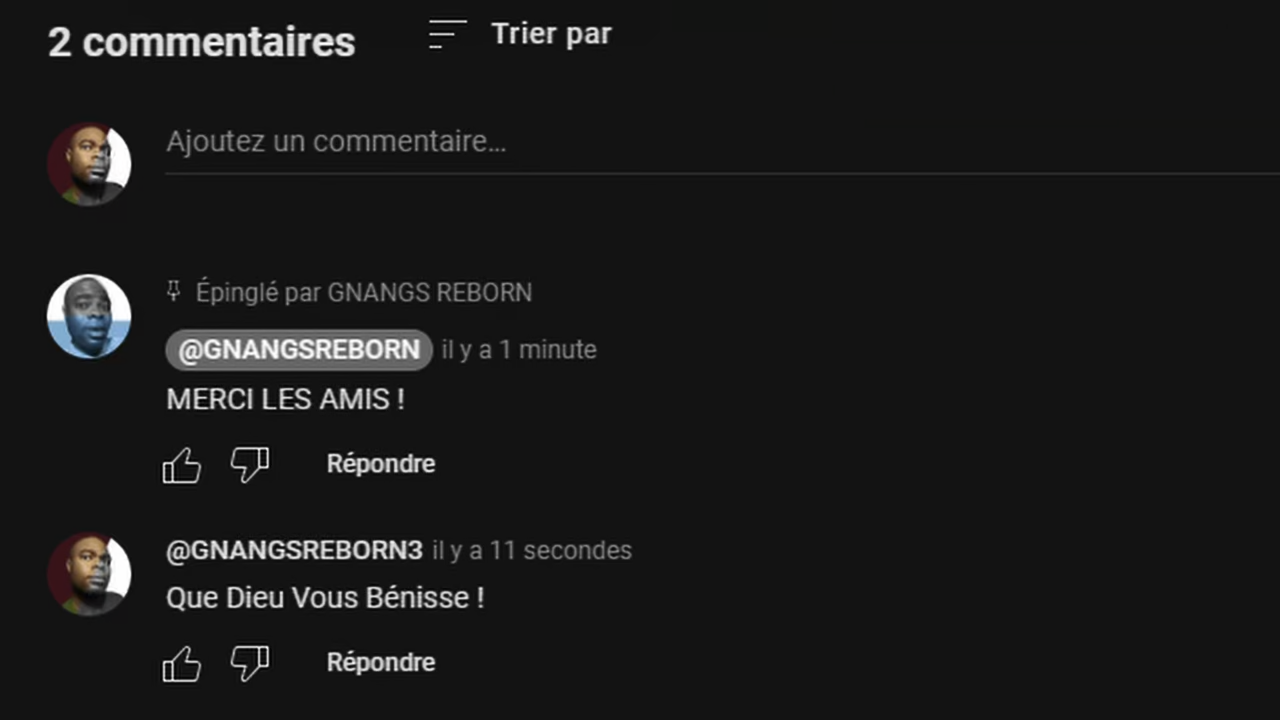 2 commentaires
Trier par
Ajoutez un commentaire...
Épinglé par GNANGS REBORN
@GNANGSREBORN il y a 1 minute
MERCI LES AMIS !
Répondre
@GNANGSREBORN3 il y a 11 secondes
Que Dieu Vous Bénisse !
Répondre